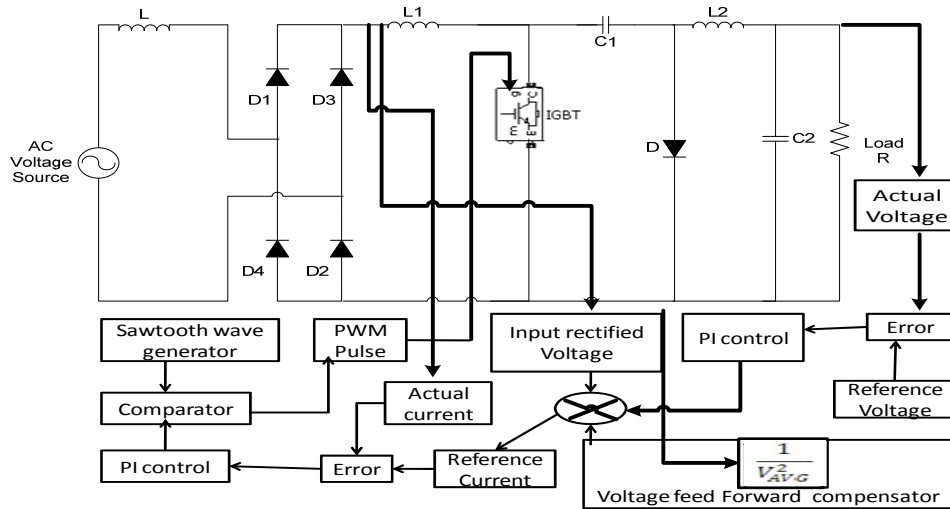 L
L1
C1
L2
D1
D3
g
C
IGBT
m
E
D
C2
Load
R
AC
Voltage
Source
D4
D2
Actual
Voltage
Sawtooth wave
generator
PWM
Pulse
Input rectified
Voltage
PI control
Error
Comparator
Actual
current
Reference
Voltage
PI control
Error
Reference
Current
1
V²AV·G
Voltage feed Forward compensator